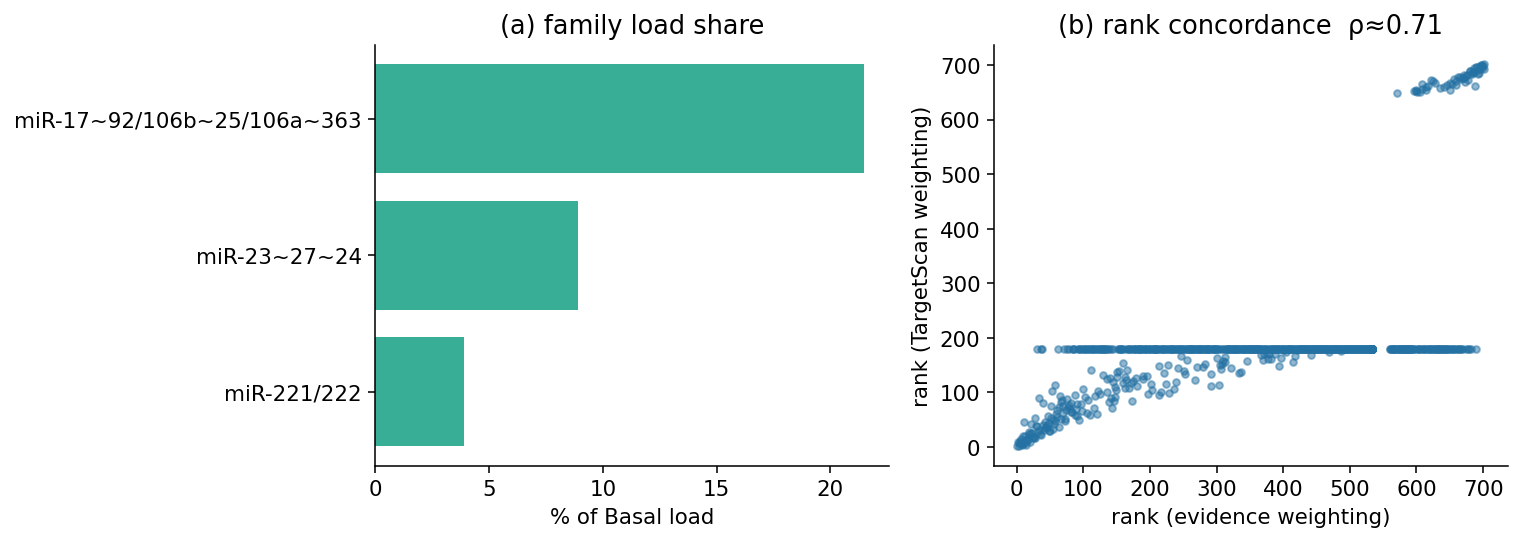 (a) family load share
miR-17~92/106b~25/106a~363
miR-23~27~24
miR-221/222
0 5 10 15 20
% of Basal load
(b) rank concordance ρ≈0.71
rank (TargetScan weighting)
700
600
500
400
300
200
100
0
0 100 200 300 400 500 600 700
rank (evidence weighting)